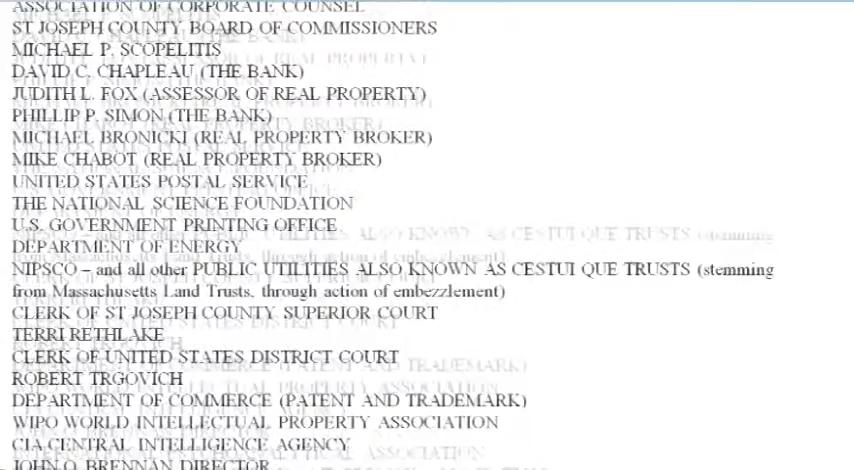 ASSOCIATION OF CORPORATE COUNSEL
ST JOSEPH COUNTY BOARD OF COMMISSIONERS
MICHAEL P. SCOPELITIS
DAVID C. CHAPLEAU (THE BANK)
JUDITH L. FOX (ASSESSOR OF REAL PROPERTY)
PHILLIP P. SIMON (THE BANK)
MICHAEL BRONICKI (REAL PROPERTY BROKER)
MIKE CHABOT (REAL PROPERTY BROKER)
UNITED STATES POSTAL SERVICE
THE NATIONAL SCIENCE FOUNDATION
U.S. GOVERNMENT PRINTING OFFICE
DEPARTMENT OF ENERGY
NIPSCO – and all other PUBLIC UTILITIES ALSO KNOWN AS CESTUI QUE TRUSTS (stemming
from Massachusetts Land Trusts, through action of embezzlement)
CLERK OF ST JOSEPH COUNTY SUPERIOR COURT
TERRI RETHLAKE
CLERK OF UNITED STATES DISTRICT COURT
ROBERT TRGOVICH
DEPARTMENT OF COMMERCE (PATENT AND TRADEMARK)
WIPO WORLD INTELLECTUAL PROPERTY ASSOCIATION
CIA CENTRAL INTELLIGENCE AGENCY
JOHN O. BRENNAN DIRECTOR